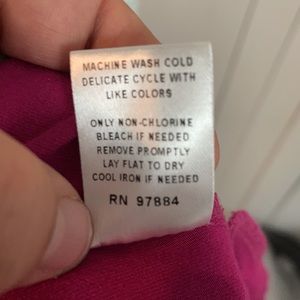 MACHINE WASH COLD
DELICATE CYCLE WITH
LIKE COLORS
ONLY NON-CHLORINE
BLEACH IF NEEDED
REMOVE PROMPTLY
LAY FLAT TO DRY
COOL IRON IF NEEDED
RN 97884